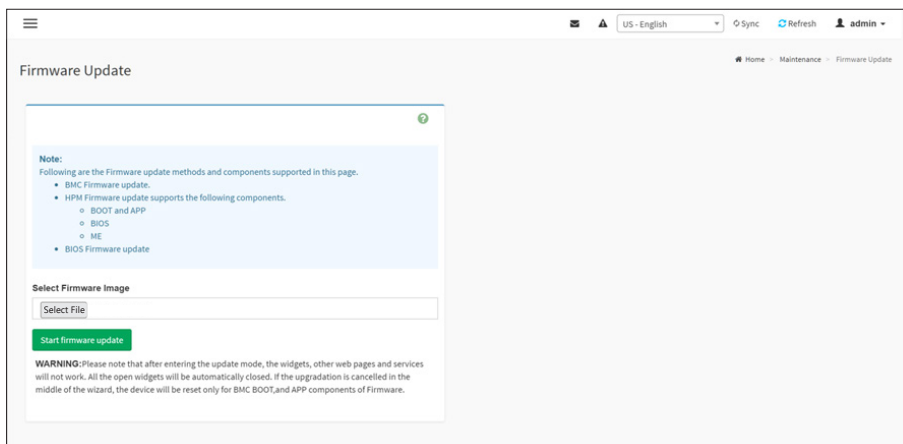 US - English Sync Refresh admin
Firmware Update
Home > Maintenance > Firmware Update
Note:
Following are the Firmware update methods and components supported in this page.
BMC Firmware update.
HPM Firmware update supports the following components.
BOOT and APP
BIOS
ME
BIOS Firmware update
Select Firmware Image
Select File
Start firmware update
WARNING:Please note that after entering the update mode, the widgets, other web pages and services
will not work. All the open widgets will be automatically closed. If the upgradation is cancelled in the
middle of the wizard, the device will be reset only for BMC BOOT,and APP components of Firmware.